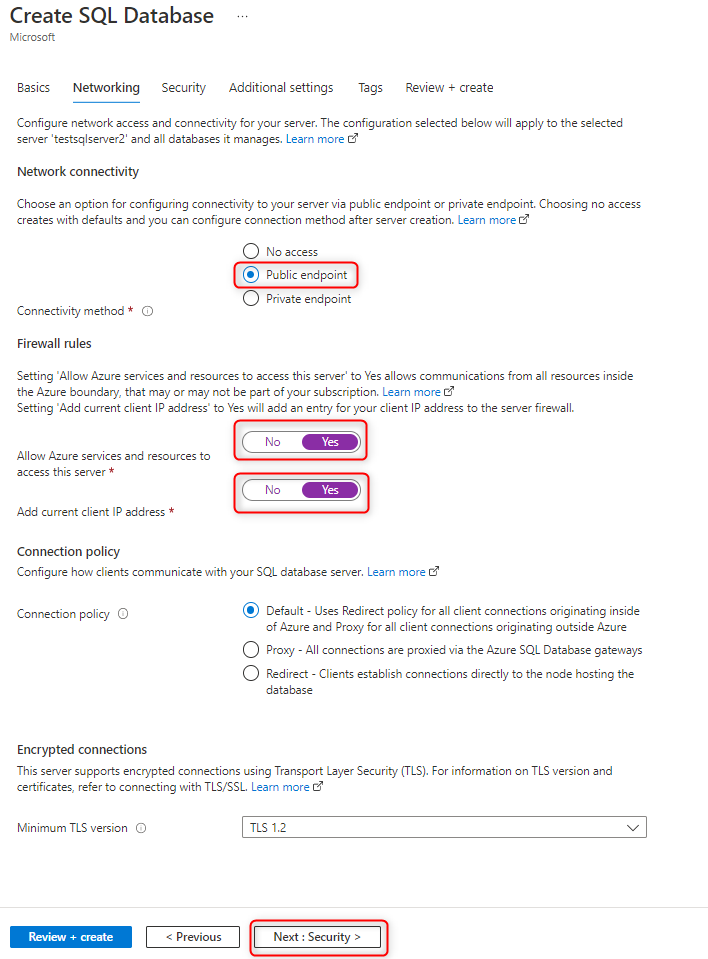 Create SQL Database ...
Microsoft
Basics Networking Security Additional settings Tags Review + create
Configure network access and connectivity for your server. The configuration selected below will apply to the selected
server 'testsqlserver2' and all databases it manages. Learn more
Network connectivity
Choose an option for configuring connectivity to your server via public endpoint or private endpoint. Choosing no access
creates with defaults and you can configure connection method after server creation. Learn more
No access
Public endpoint
Private endpoint
Connectivity method *
Firewall rules
Setting 'Allow Azure services and resources to access this server' to Yes allows communications from all resources inside
the Azure boundary, that may or may not be part of your subscription. Learn more
Setting 'Add current client IP address' to Yes will add an entry for your client IP address to the server firewall.
No Yes
Allow Azure services and resources to
access this server *
No Yes
Add current client IP address *
Connection policy
Configure how clients communicate with your SQL database server. Learn more
Connection policy
Default - Uses Redirect policy for all client connections originating inside
of Azure and Proxy for all client connections originating outside Azure
Proxy - All connections are proxied via the Azure SQL Database gateways
Redirect - Clients establish connections directly to the node hosting the
database
Encrypted connections
This server supports encrypted connections using Transport Layer Security (TLS). For information on TLS version and
certificates, refer to connecting with TLS/SSL. Learn more
Minimum TLS version
TLS 1.2
Review + create < Previous Next : Security >